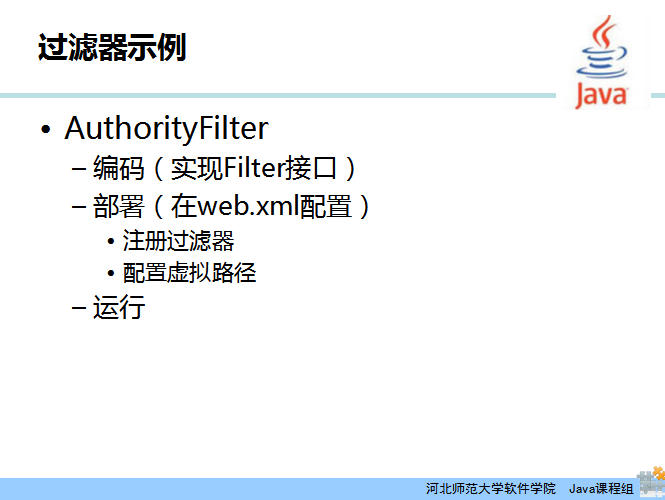 过滤器示例
Java
• AuthorityFilter
– 编码（实现Filter接口）
– 部署（在web.xml配置）
• 注册过滤器
• 配置虚拟路径
– 运行
河北师范大学软件学院 Java课程组